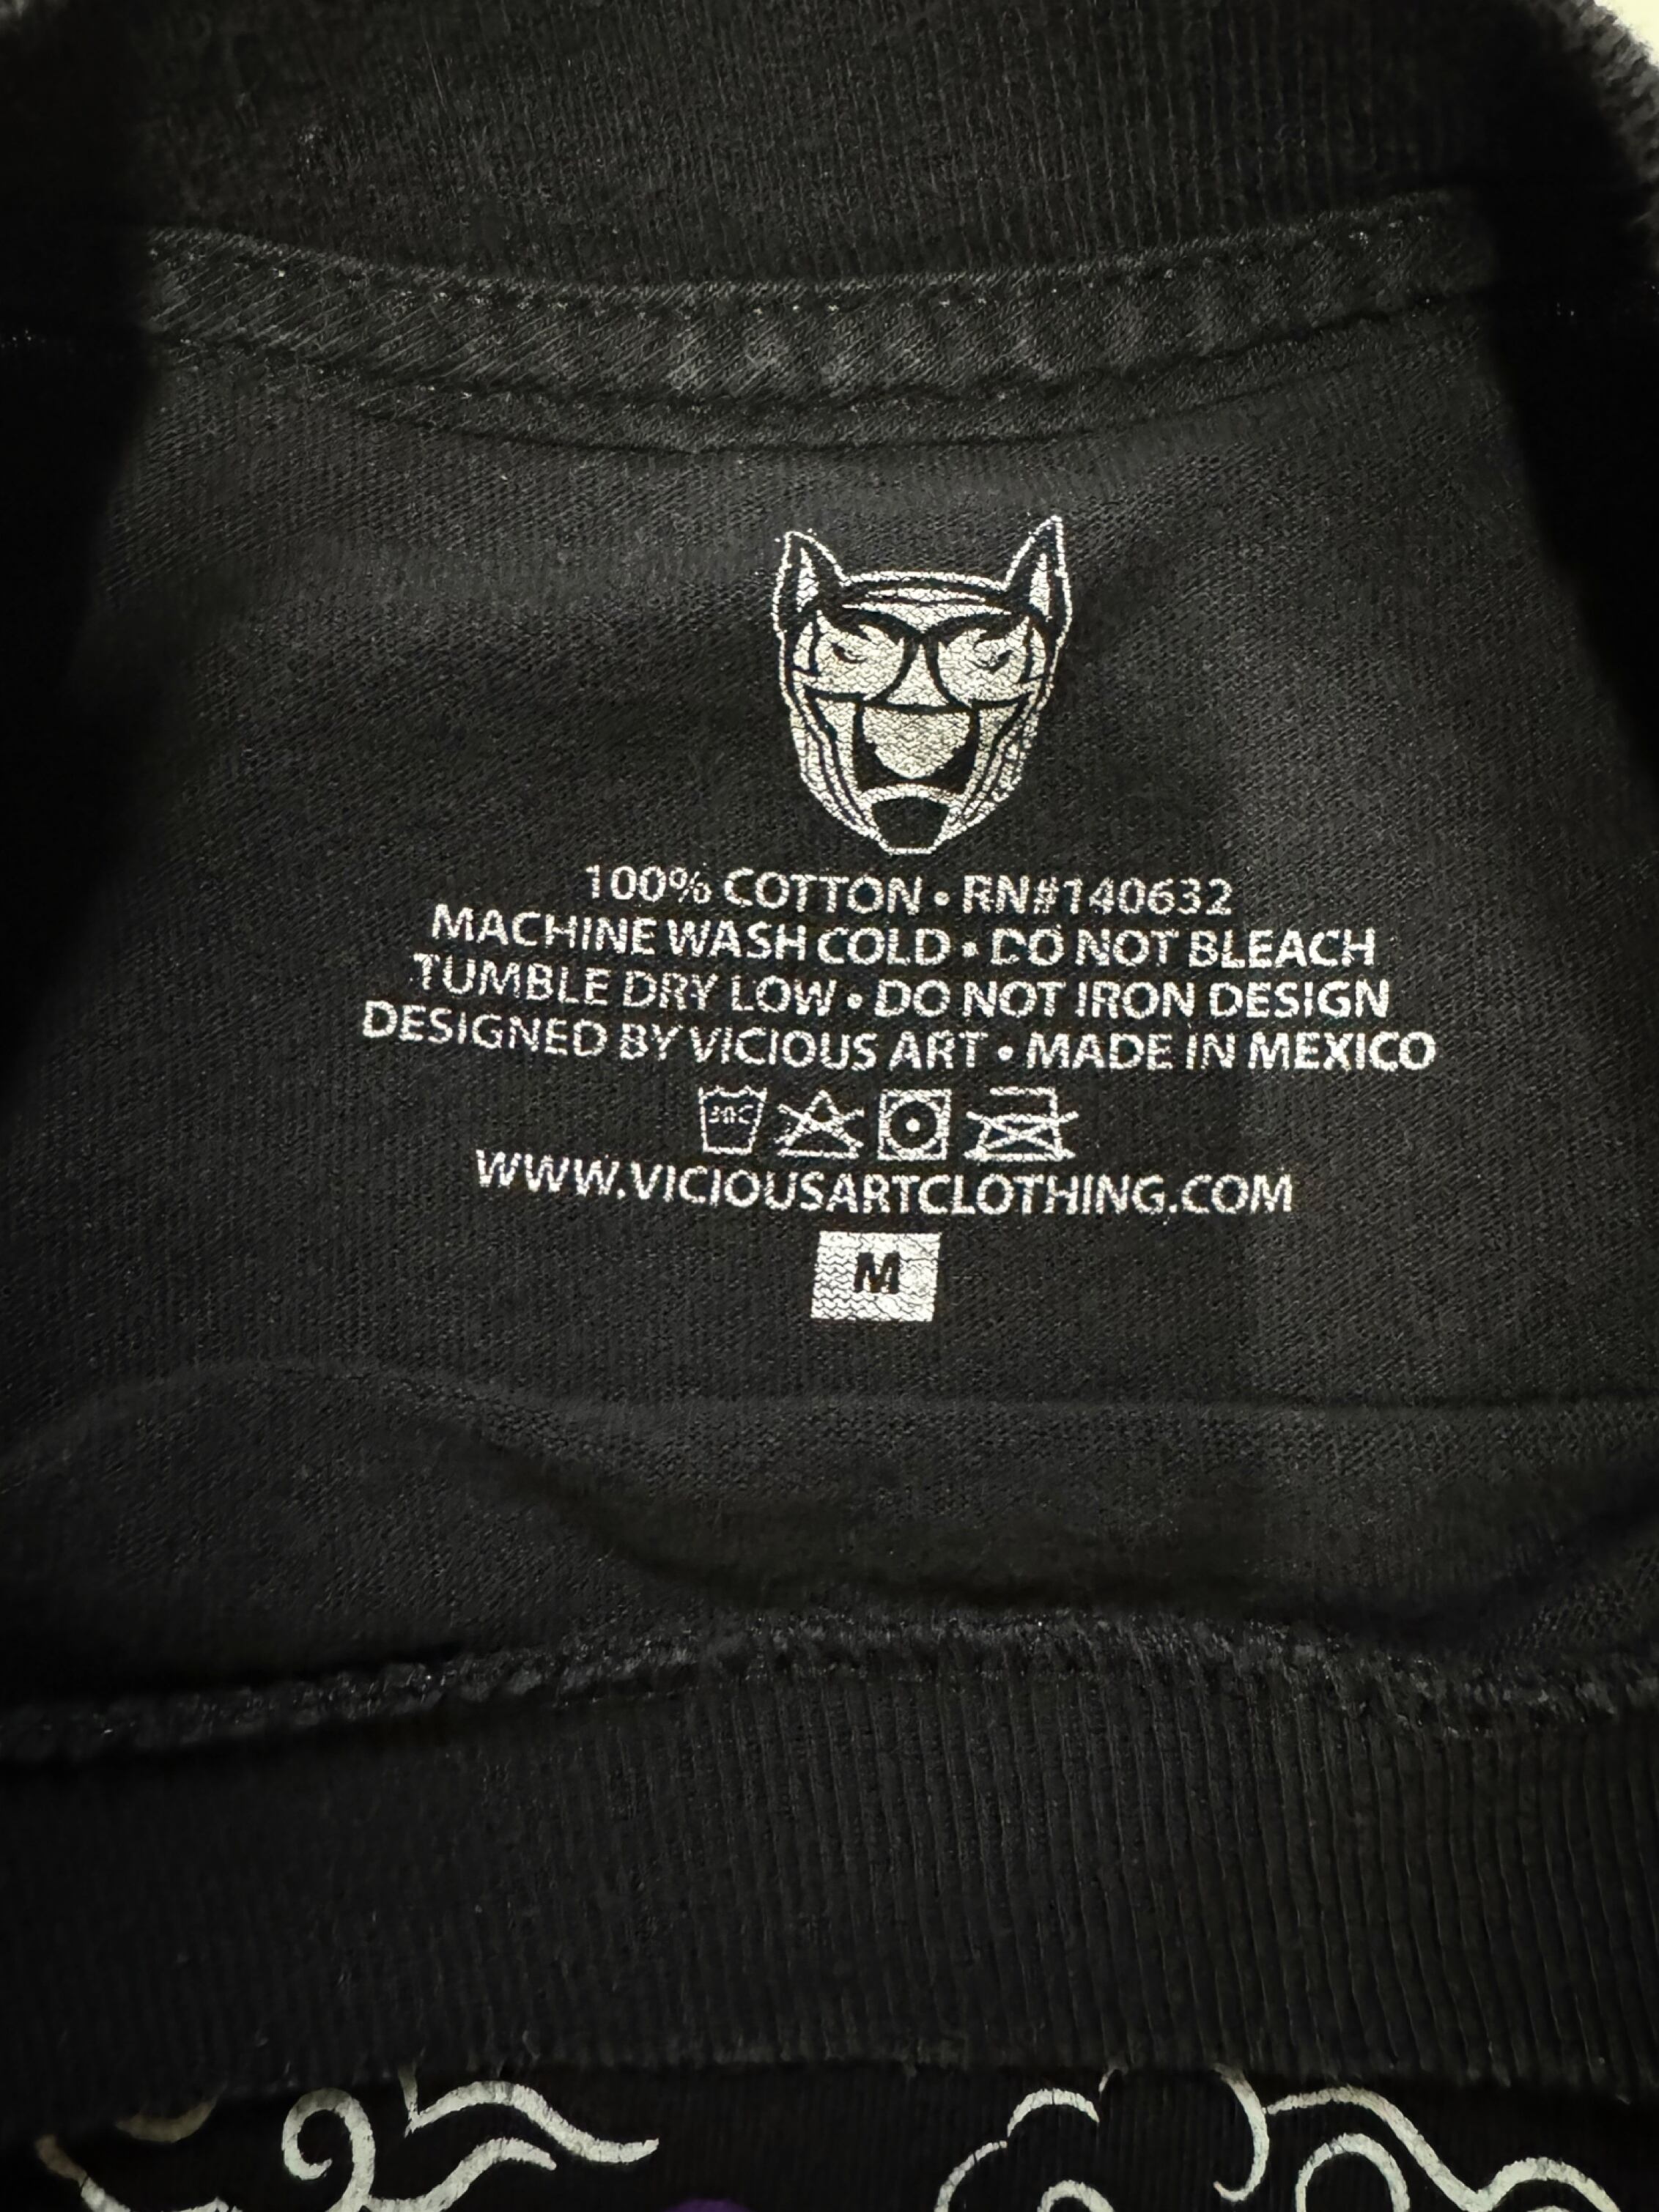 100% COTTON • RN#140632
MACHINE WASH COLD • DO NOT BLEACH
TUMBLE DRY LOW • DO NOT IRON DESIGN
DESIGNED BY VICIOUS ART • MADE IN MEXICO
30C
WWW.VICIOUSARTCLOTHING.COM
M